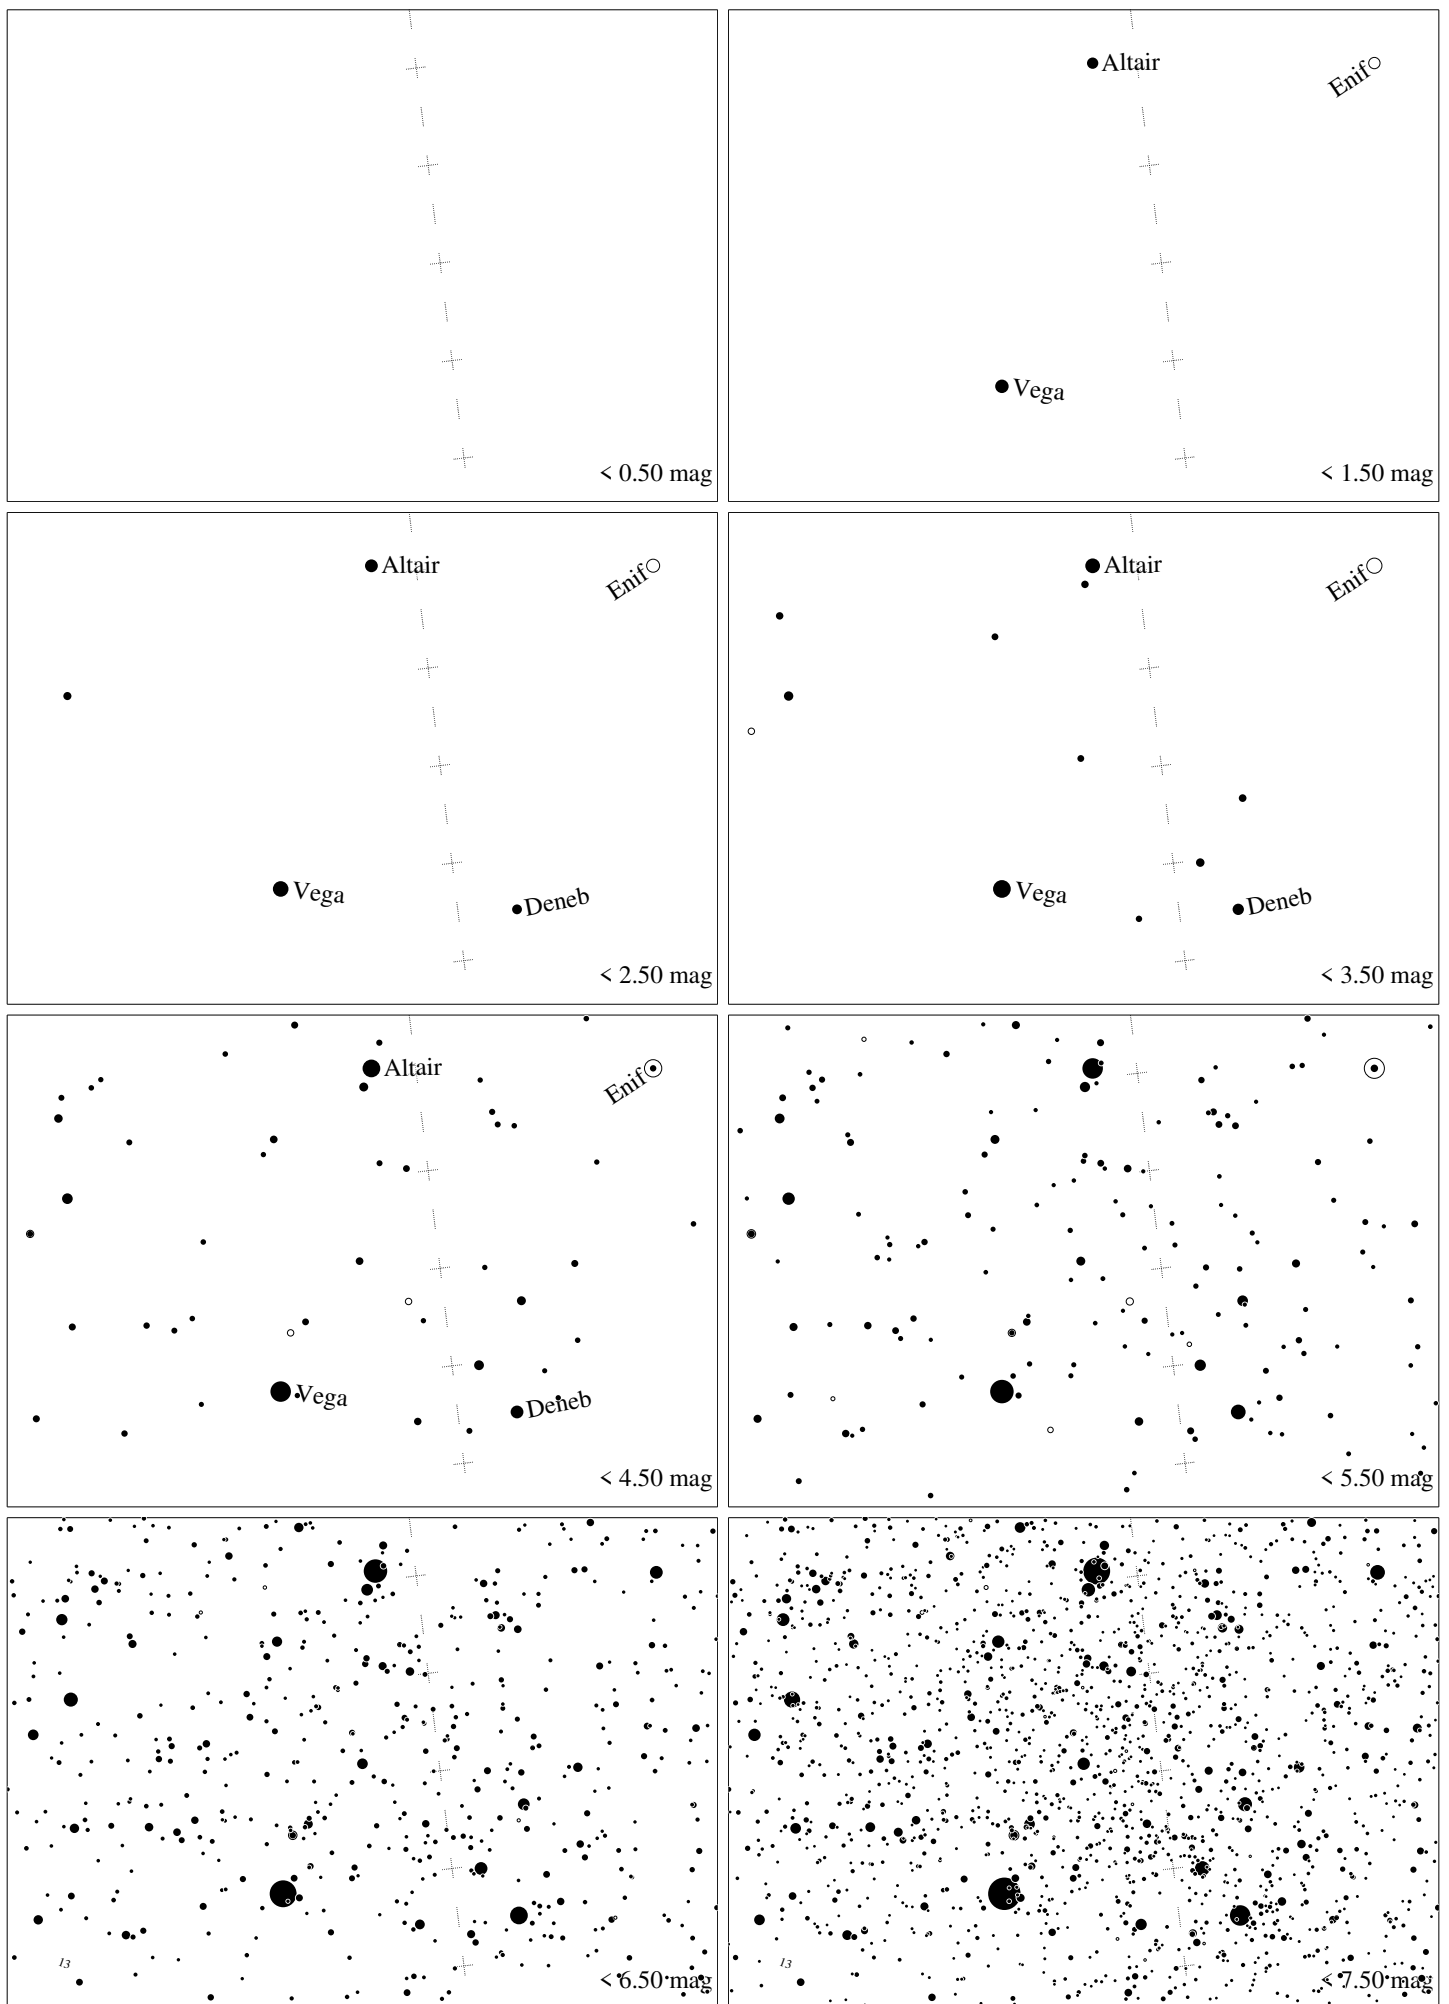 < 0.50 mag
Altair
Enif
Vega
< 1.50 mag
Altair
Enif
Vega
Deneb
< 2.50 mag
Altair
Enif
Vega
Deneb
< 3.50 mag
Altair
Enif
Vega
Deneb
< 4.50 mag
< 5.50 mag
13
< 6.50 mag
13
< 7.50 mag